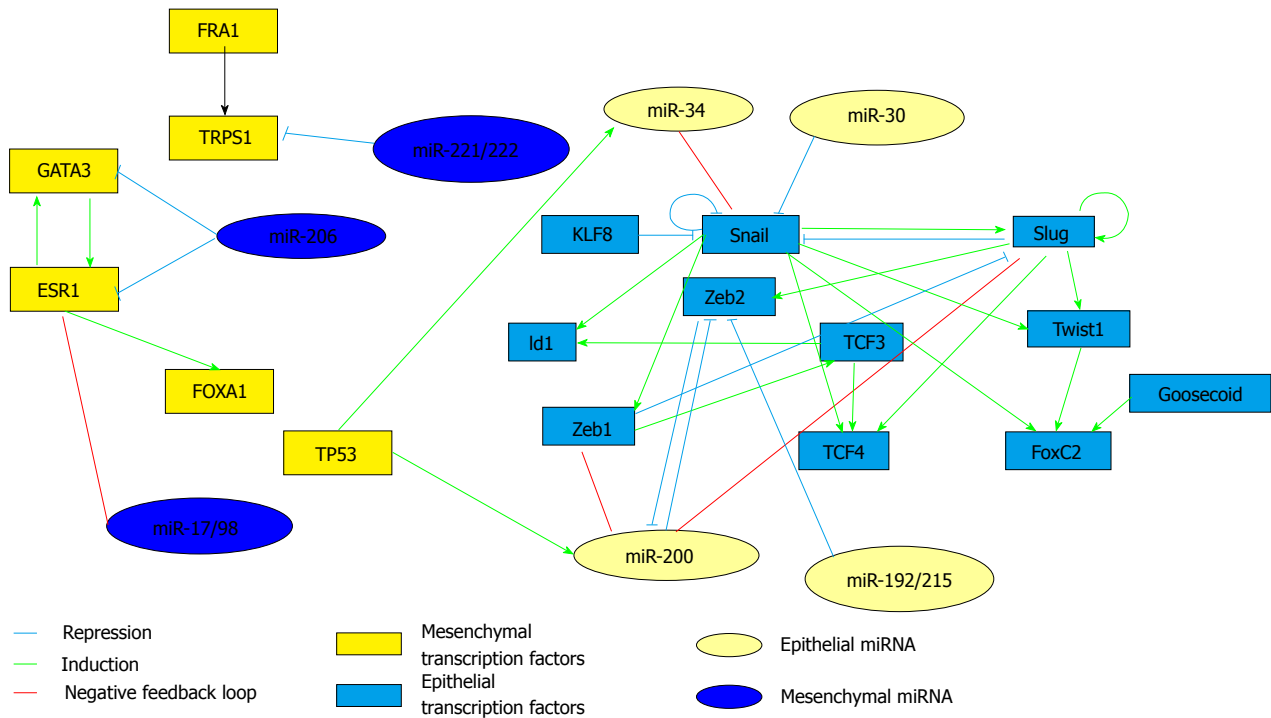 FRA1
TRPS1
miR-221/222
GATA3
miR-206
ESR1
FOXA1
TP53
miR-17/98
miR-34
miR-30
KLF8
Snail
Slug
Zeb2
Id1
TCF3
Twist1
Goosecoid
Zeb1
TCF4
FoxC2
miR-200
miR-192/215
Repression
Induction
Negative feedback loop
Mesenchymal
transcription factors
Epithelial
transcription factors
Epithelial miRNA
Mesenchymal miRNA